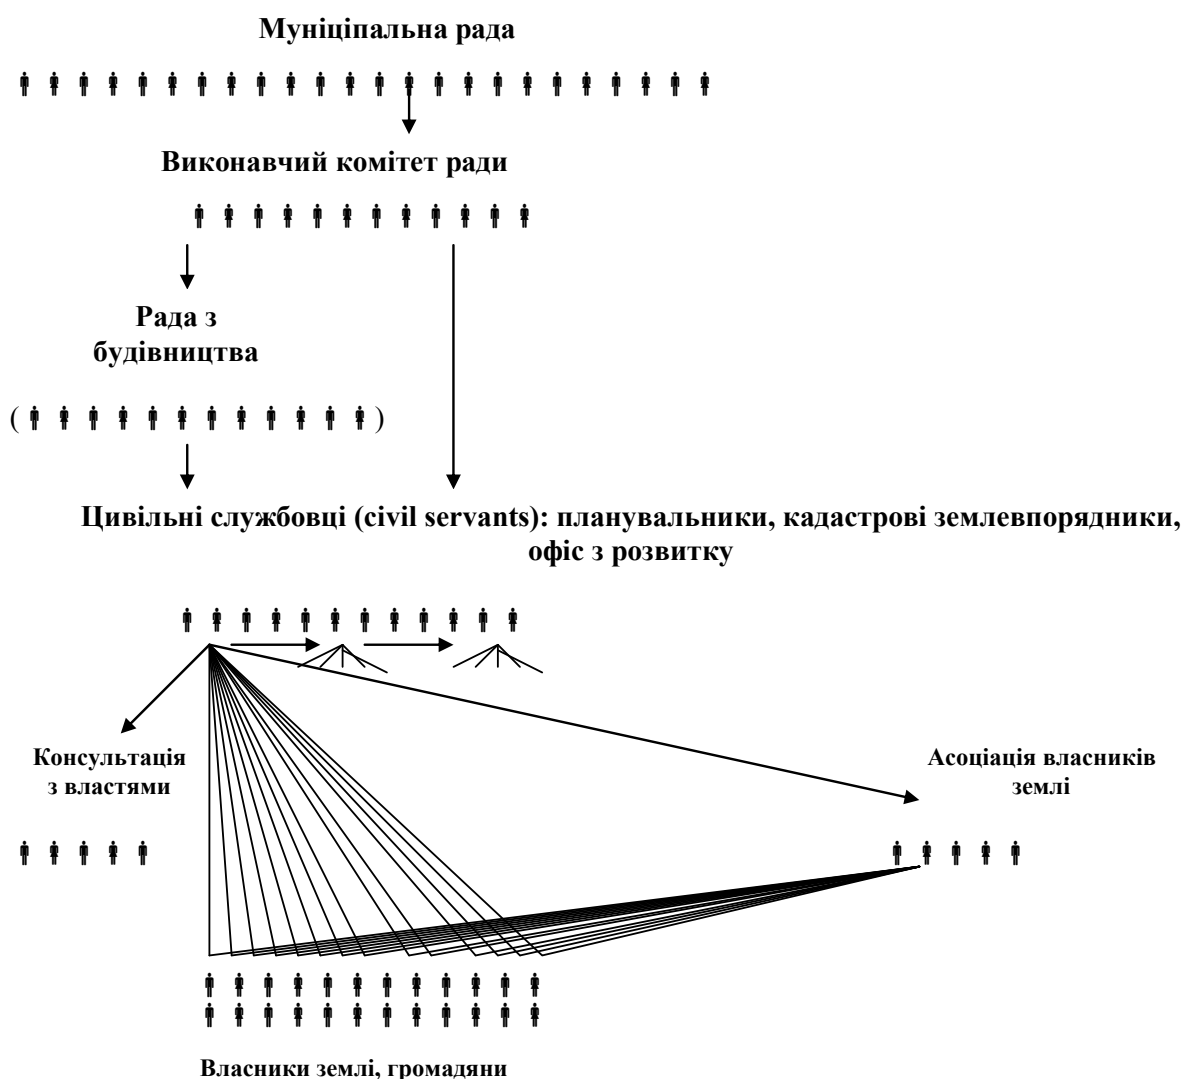 Муніціпальна рада
Виконавчий комітет ради
Рада з
будівництва
( )
Цивільні службовці (civil servants): планувальники, кадастрові землевпорядники,
офіс з розвитку
Консультація
з властями
Асоціація власників
землі
Власники землі, громадяни